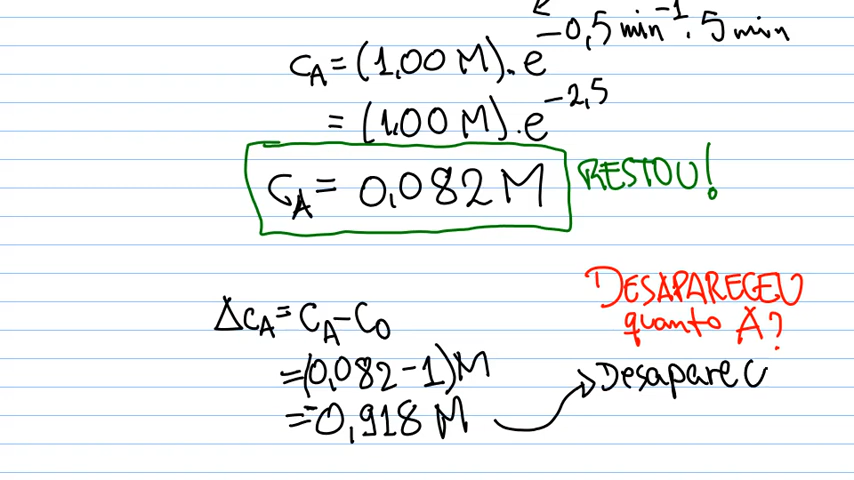 C_A = (1,00 M) · e^{-0,5 min⁻¹ · 5 min}
= (1,00 M) · e^{-2,5}
C_A = 0,082 M RESTOU!
DESAPARECEU
quanto A?
ΔC_A = C_A - C_0
= (0,082 - 1) M
= -0,918 M
Desaparec